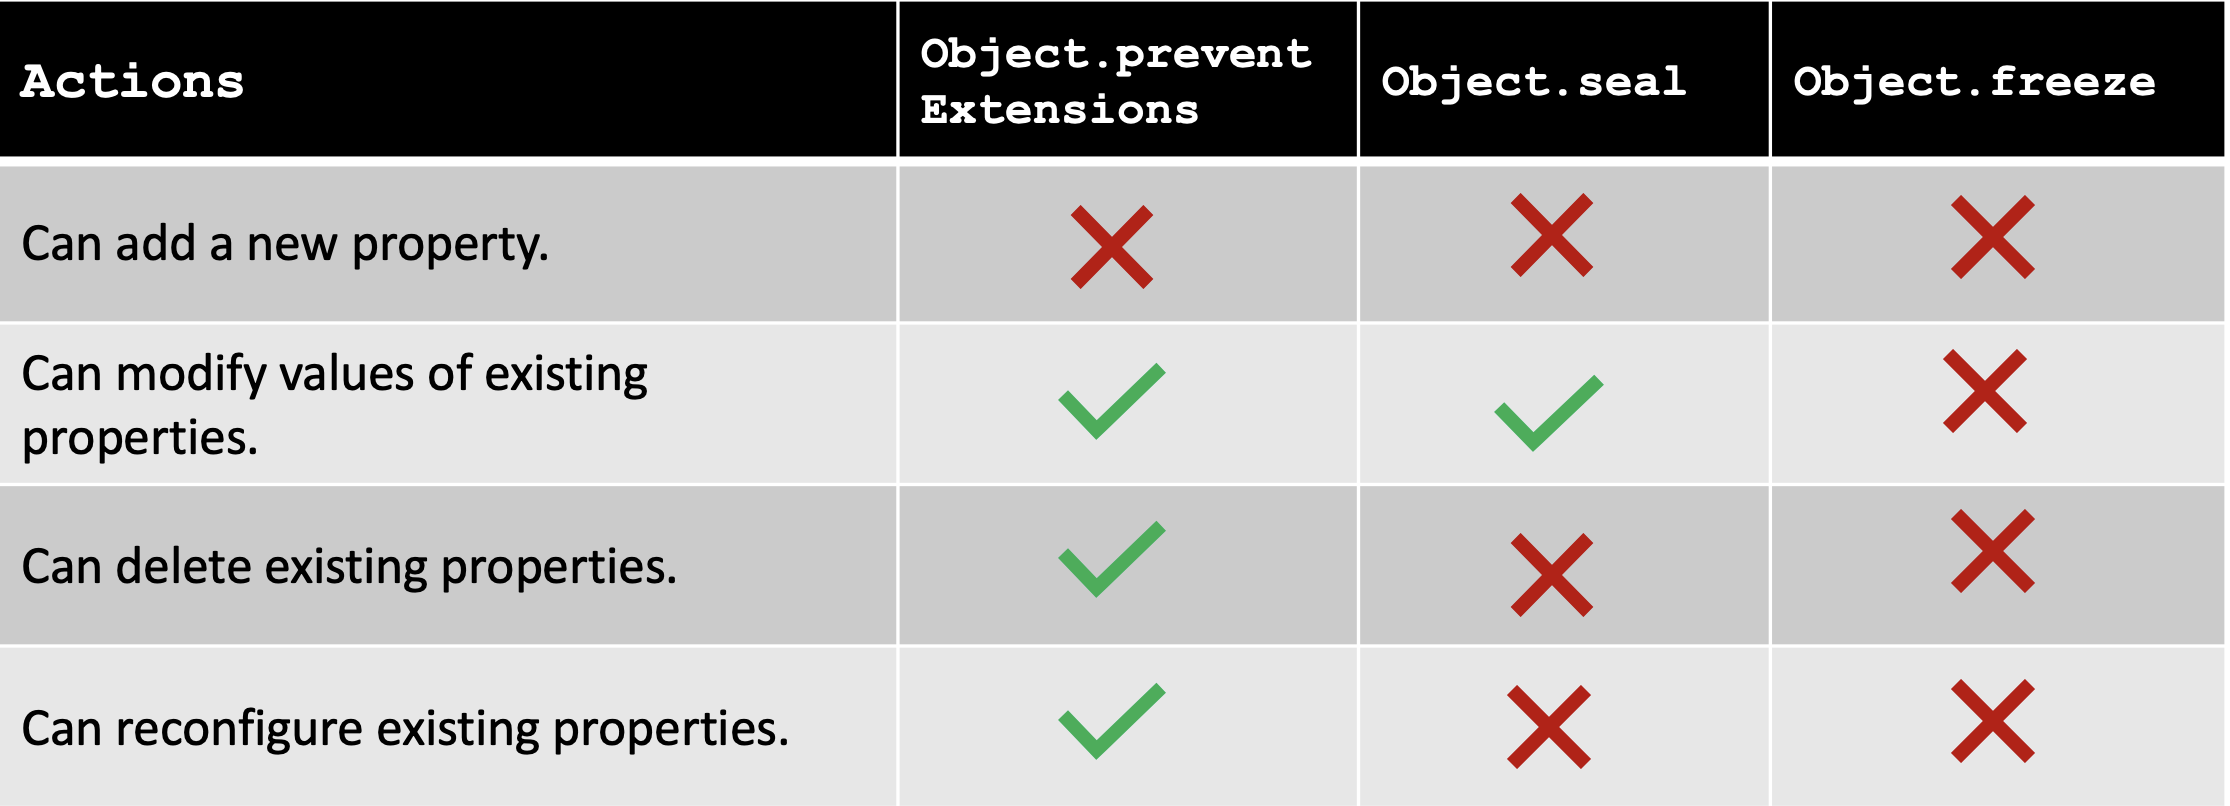 Actions
Object.prevent
Extensions
Object.seal
Object.freeze
Can add a new property.
Can modify values of existing
properties.
Can delete existing properties.
Can reconfigure existing properties.